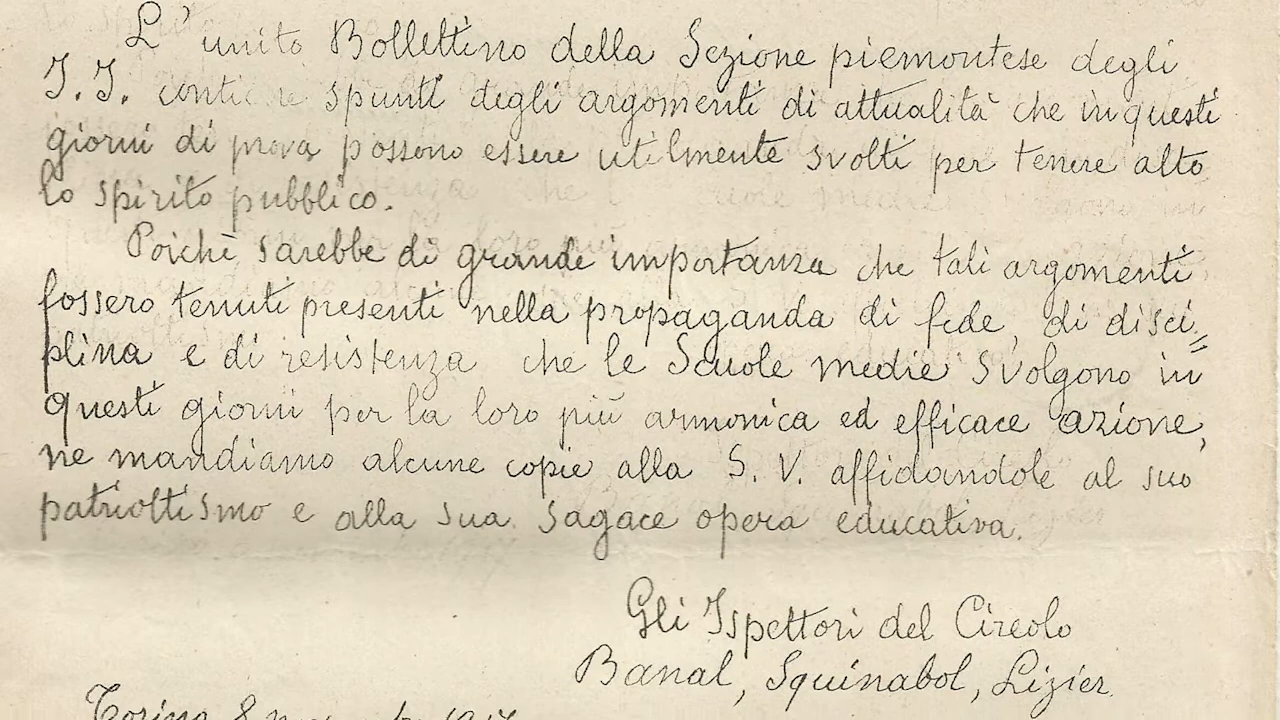 L'unito Bollettino della Sezione piemontese degli
I. I. contiene spunti degli argomenti di attualità che in questi
giorni di prova possono essere utilmente svolti per tenere alto
lo spirito pubblico.
Poichè sarebbe di grande importanza che tali argomenti
fossero tenuti presenti nella propaganda di fede, di disci=
plina e di resistenza che le Scuole medie svolgono in
questi giorni per la loro più armonica ed efficace azione,
ne mandiamo alcune copie alla S. V. affidandole al suo
patriottismo e alla sua sagace opera educativa.
Gli Ispettori del Circolo
Banal, Squinabol, Lizier.
Torino 8